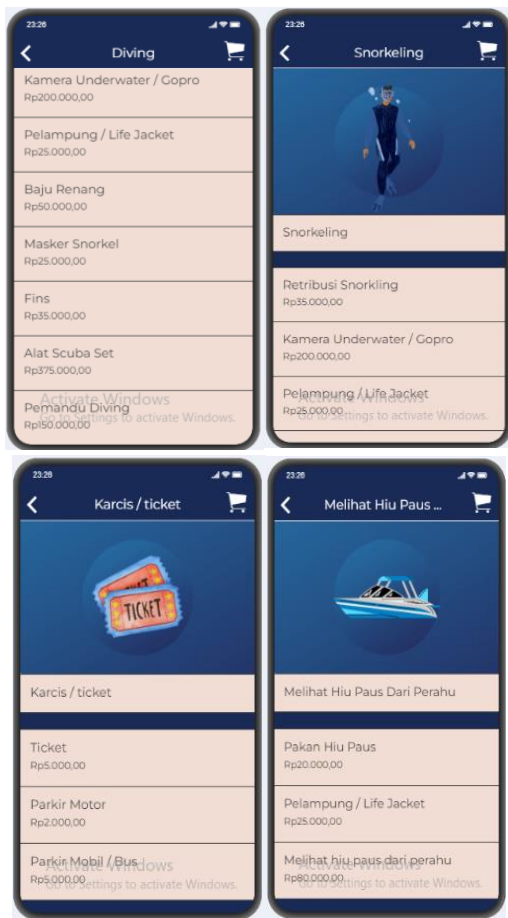 23:26
Diving
Kamera Underwater / Gopro
Rp200.000,00
Pelampung / Life Jacket
Rp25.000,00
Baju Renang
Rp50.000,00
Masker Snorkel
Rp25.000,00
Fins
Rp35.000,00
Alat Scuba Set
Rp375.000,00
Activate Windows
Pemandu Diving
Go to Settings to activate Windows.
Rp150.000,00
23:26
Snorkeling
Snorkeling
Retribusi Snorkling
Rp35.000,00
Kamera Underwater / Gopro
Rp200.000,00
Pelampung / Life Jacket
Activate Windows
Rp25.000,00
Go to Settings to activate Windows.
23:26
Karcis / ticket
TICKET
Karcis / ticket
Ticket
Rp5.000,00
Parkir Motor
Rp2.000,00
Parkir Mobil / Bus
Activate Windows
Rp5.000,00
Go to Settings to activate Windows.
23:26
Melihat Hiu Paus ...
Melihat Hiu Paus Dari Perahu
Pakan Hiu Paus
Rp20.000,00
Pelampung / Life Jacket
Rp25.000,00
Melihat hiu paus dari perahu
Activate Windows
Rp80.000,00
Go to Settings to activate Windows.